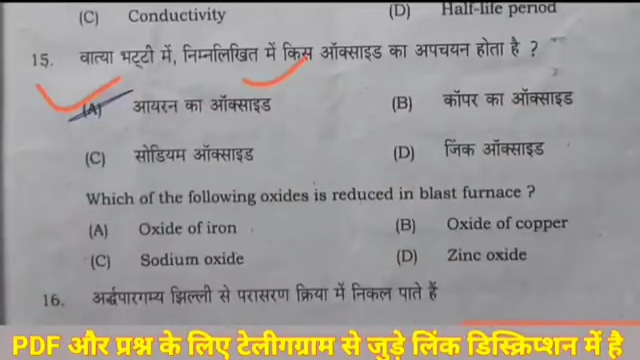 (C) Conductivity (D) Half-life period
15. वात्या भट्टी में, निम्नलिखित में किस ऑक्साइड का अपचयन होता है ?
(A) आयरन का ऑक्साइड (B) कॉपर का ऑक्साइड
(C) सोडियम ऑक्साइड (D) जिंक ऑक्साइड
Which of the following oxides is reduced in blast furnace ?
(A) Oxide of iron (B) Oxide of copper
(C) Sodium oxide (D) Zinc oxide
16. अर्द्धपारगम्य झिल्ली से परासरण क्रिया में निकल पाते हैं
PDF और प्रश्न के लिए टेलीगग्राम से जुड़े लिंक डिस्क्रिप्शन में है